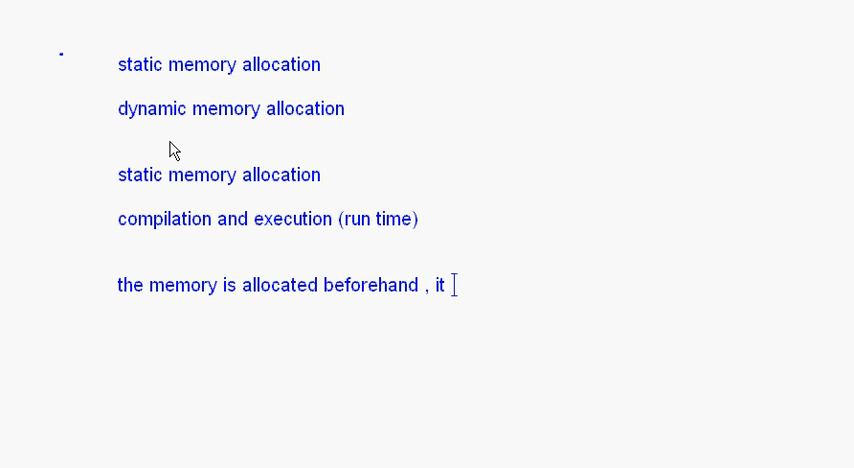 static memory allocation
dynamic memory allocation
static memory allocation
compilation and execution (run time)
the memory is allocated beforehand , it